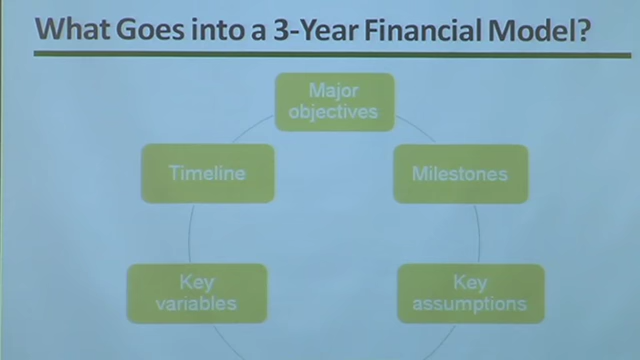 What Goes into a 3-Year Financial Model?
Major
objectives
Timeline
Milestones
Key
variables
Key
assumptions